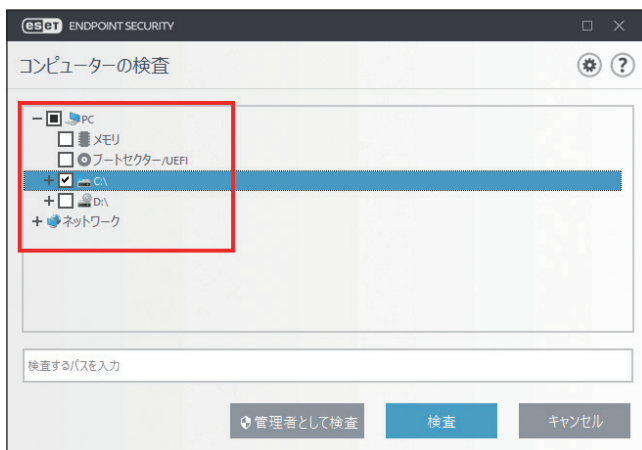 eset ENDPOINT SECURITY
コンピューターの検査
?
PC
メモリ
ブートセクター/UEFI
C:\
D:\
ネットワーク
検査するパスを入力
管理者として検査 検査 キャンセル